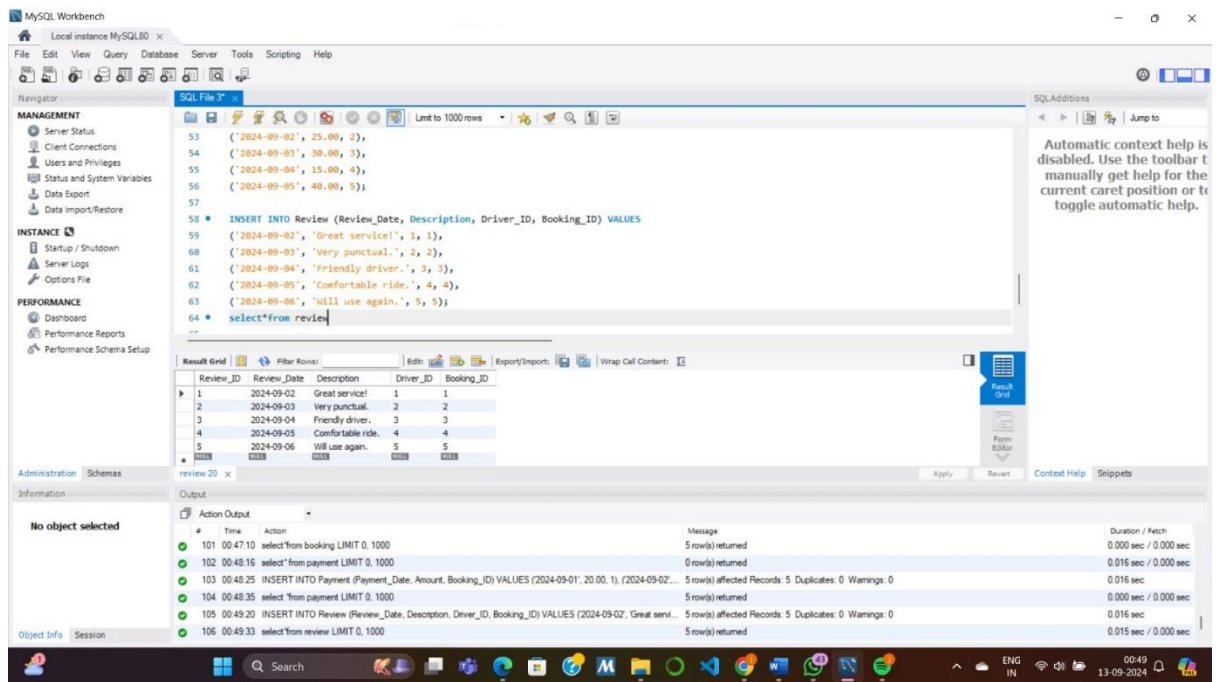 MySQL Workbench
Local instance MySQL80 ×
File Edit View Query Database Server Tools Scripting Help
Navigator
MANAGEMENT
Server Status
Client Connections
Users and Privileges
Status and System Variables
Data Export
Data Import/Restore
INSTANCE
Startup / Shutdown
Server Logs
Options File
PERFORMANCE
Dashboard
Performance Reports
Performance Schema Setup
Administration Schemas
Information
No object selected
Object Info Session
SQL File 3* ×
Limit to 1000 rows
53 ('2024-09-02', 25.00, 2),
54 ('2024-09-03', 30.00, 3),
55 ('2024-09-04', 15.00, 4),
56 ('2024-09-05', 40.00, 5);
57
58 INSERT INTO Review (Review_Date, Description, Driver_ID, Booking_ID) VALUES
59 ('2024-09-02', 'Great service!', 1, 1),
60 ('2024-09-03', 'Very punctual.', 2, 2),
61 ('2024-09-04', 'Friendly driver.', 3, 3),
62 ('2024-09-05', 'Comfortable ride.', 4, 4),
63 ('2024-09-06', 'Will use again.', 5, 5);
64 select*from review
Result Grid Filter Rows: Edit: Export/Import: Wrap Cell Content:
Review_ID Review_Date Description Driver_ID Booking_ID
1 2024-09-02 Great service! 1 1
2 2024-09-03 Very punctual. 2 2
3 2024-09-04 Friendly driver. 3 3
4 2024-09-05 Comfortable ride. 4 4
5 2024-09-06 Will use again. 5 5
NULL NULL NULL NULL NULL
Result
Grid
Form
Editor
review 20 × Apply Revert
SQLAdditions
Jump to
Automatic context help is
disabled. Use the toolbar t
manually get help for the
current caret position or to
toggle automatic help.
Context Help Snippets
Output
Action Output
# Time Action Message Duration / Fetch
101 00:47:10 select*from booking LIMIT 0, 1000 5 row(s) returned 0.000 sec / 0.000 sec
102 00:48:16 select* from payment LIMIT 0, 1000 0 row(s) returned 0.016 sec / 0.000 sec
103 00:48:25 INSERT INTO Payment (Payment_Date, Amount, Booking_ID) VALUES ('2024-09-01', 20.00, 1), ('2024-09-02',... 5 row(s) affected Records: 5 Duplicates: 0 Warnings: 0 0.016 sec
104 00:48:35 select *from payment LIMIT 0, 1000 5 row(s) returned 0.000 sec / 0.000 sec
105 00:49:20 INSERT INTO Review (Review_Date, Description, Driver_ID, Booking_ID) VALUES ('2024-09-02', 'Great servi... 5 row(s) affected Records: 5 Duplicates: 0 Warnings: 0 0.016 sec
106 00:49:33 select*from review LIMIT 0, 1000 5 row(s) returned 0.015 sec / 0.000 sec
Search
43
ENG
IN
00:49
13-09-2024